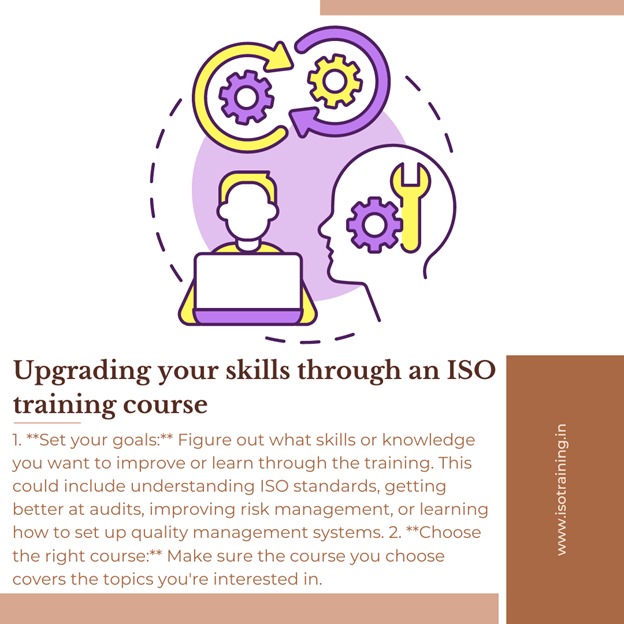 Upgrading your skills through an ISO
training course
1. **Set your goals:** Figure out what skills or knowledge
you want to improve or learn through the training. This
could include understanding ISO standards, getting
better at audits, improving risk management, or learning
how to set up quality management systems. 2. **Choose
the right course:** Make sure the course you choose
covers the topics you're interested in.
www.isotraining.in